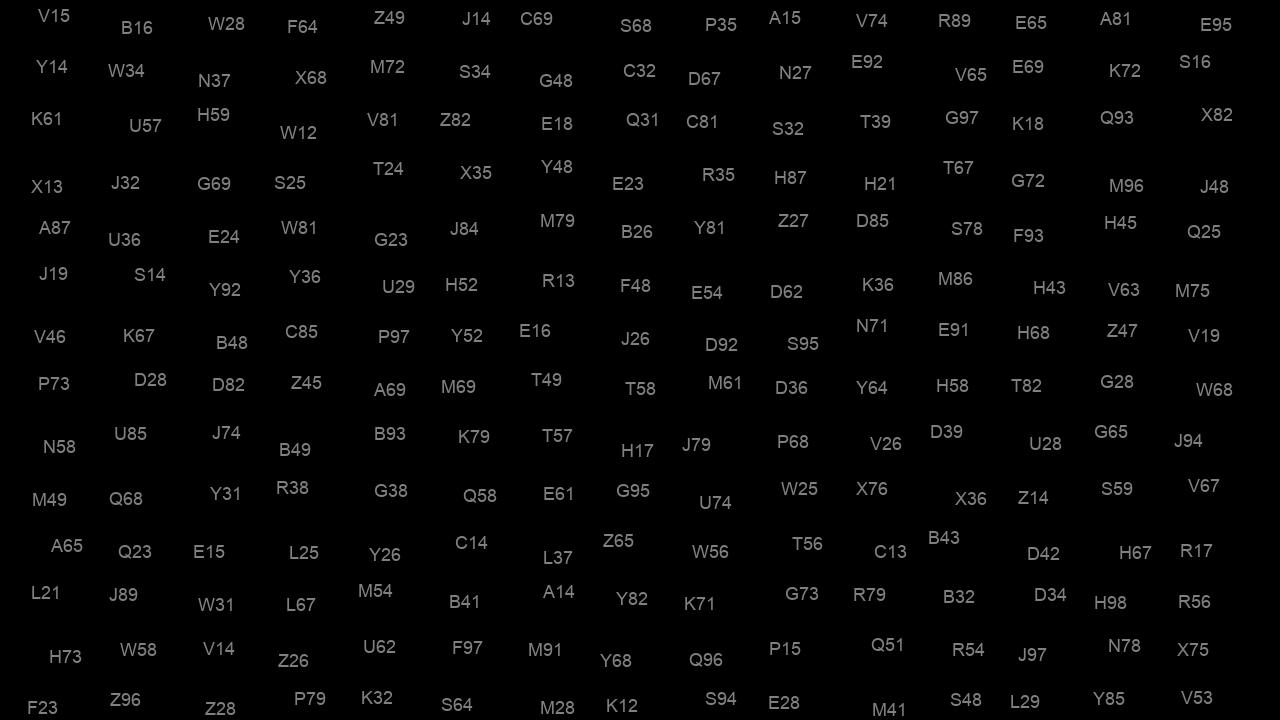 V15 B16 W28 F64 Z49 J14 C69 S68 P35 A15 V74 R89 E65 A81 E95
Y14 W34 N37 X68 M72 S34 G48 C32 D67 N27 E92 V65 E69 K72 S16
K61 U57 H59 W12 V81 Z82 E18 Q31 C81 S32 T39 G97 K18 Q93 X82
X13 J32 G69 S25 T24 X35 Y48 E23 R35 H87 H21 T67 G72 M96 J48
A87 U36 E24 W81 G23 J84 M79 B26 Y81 Z27 D85 S78 F93 H45 Q25
J19 S14 Y92 Y36 U29 H52 R13 F48 E54 D62 K36 M86 H43 V63 M75
V46 K67 B48 C85 P97 Y52 E16 J26 D92 S95 N71 E91 H68 Z47 V19
P73 D28 D82 Z45 A69 M69 T49 T58 M61 D36 Y64 H58 T82 G28 W68
N58 U85 J74 B49 B93 K79 T57 H17 J79 P68 V26 D39 U28 G65 J94
M49 Q68 Y31 R38 G38 Q58 E61 G95 U74 W25 X76 X36 Z14 S59 V67
A65 Q23 E15 L25 Y26 C14 L37 Z65 W56 T56 C13 B43 D42 H67 R17
L21 J89 W31 L67 M54 B41 A14 Y82 K71 G73 R79 B32 D34 H98 R56
H73 W58 V14 Z26 U62 F97 M91 Y68 Q96 P15 Q51 R54 J97 N78 X75
F23 Z96 Z28 P79 K32 S64 M28 K12 S94 E28 M41 S48 L29 Y85 V53